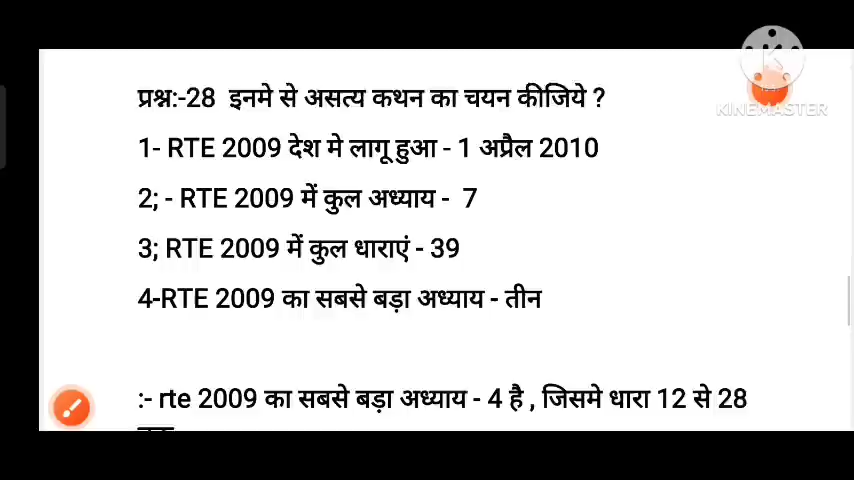 KINEMASTER
प्रश्न:-28 इनमे से असत्य कथन का चयन कीजिये ?
1- RTE 2009 देश मे लागू हुआ - 1 अप्रैल 2010
2; - RTE 2009 में कुल अध्याय - 7
3; RTE 2009 में कुल धाराएं - 39
4-RTE 2009 का सबसे बड़ा अध्याय - तीन
:- rte 2009 का सबसे बड़ा अध्याय - 4 है , जिसमे धारा 12 से 28